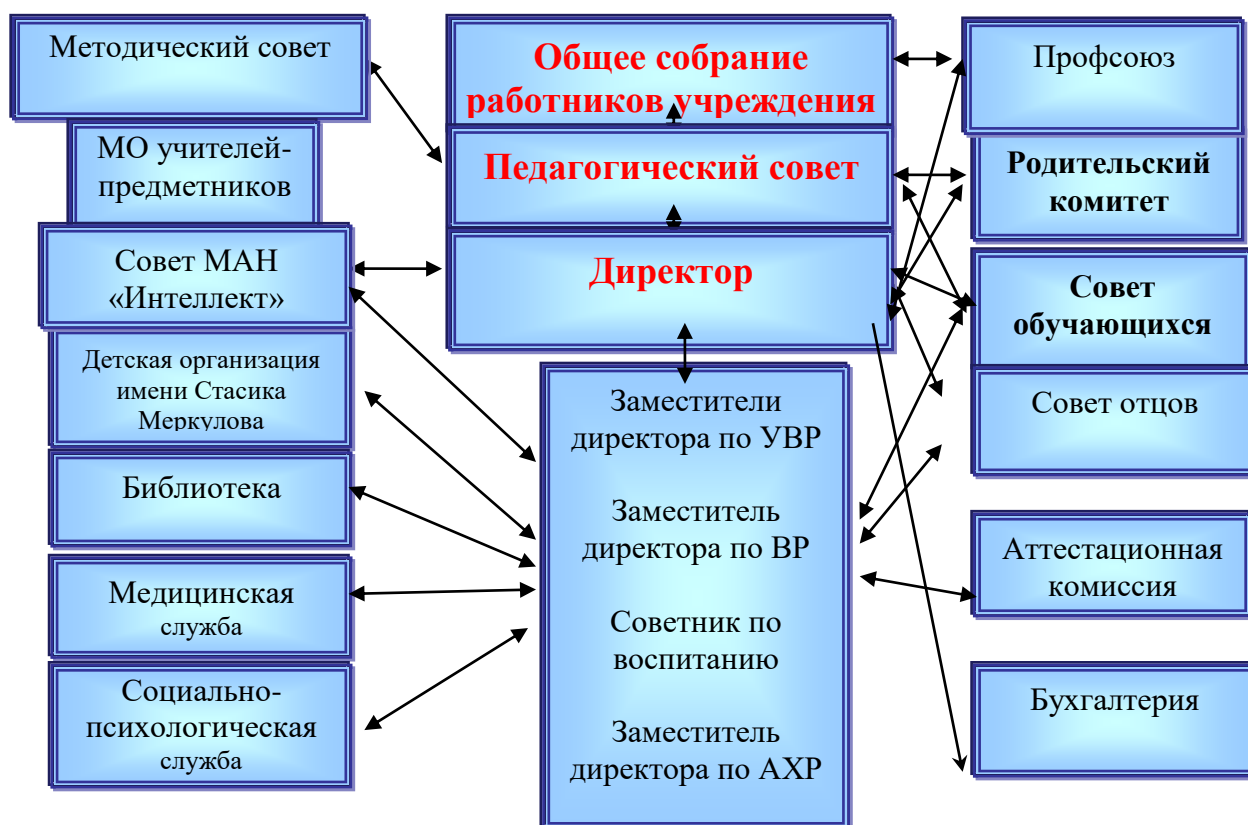 Методический совет
МО учителей-
предметников
Совет МАН
«Интеллект»
Детская организация
имени Стасика
Меркулова
Библиотека
Медицинская
служба
Социально-
психологическая
служба
Общее собрание
работников учреждения
Педагогический совет
Директор
Заместители
директора по УВР
Заместитель
директора по ВР
Советник по
воспитанию
Заместитель
директора по АХР
Профсоюз
Родительский
комитет
Совет
обучающихся
Совет отцов
Аттестационная
комиссия
Бухгалтерия